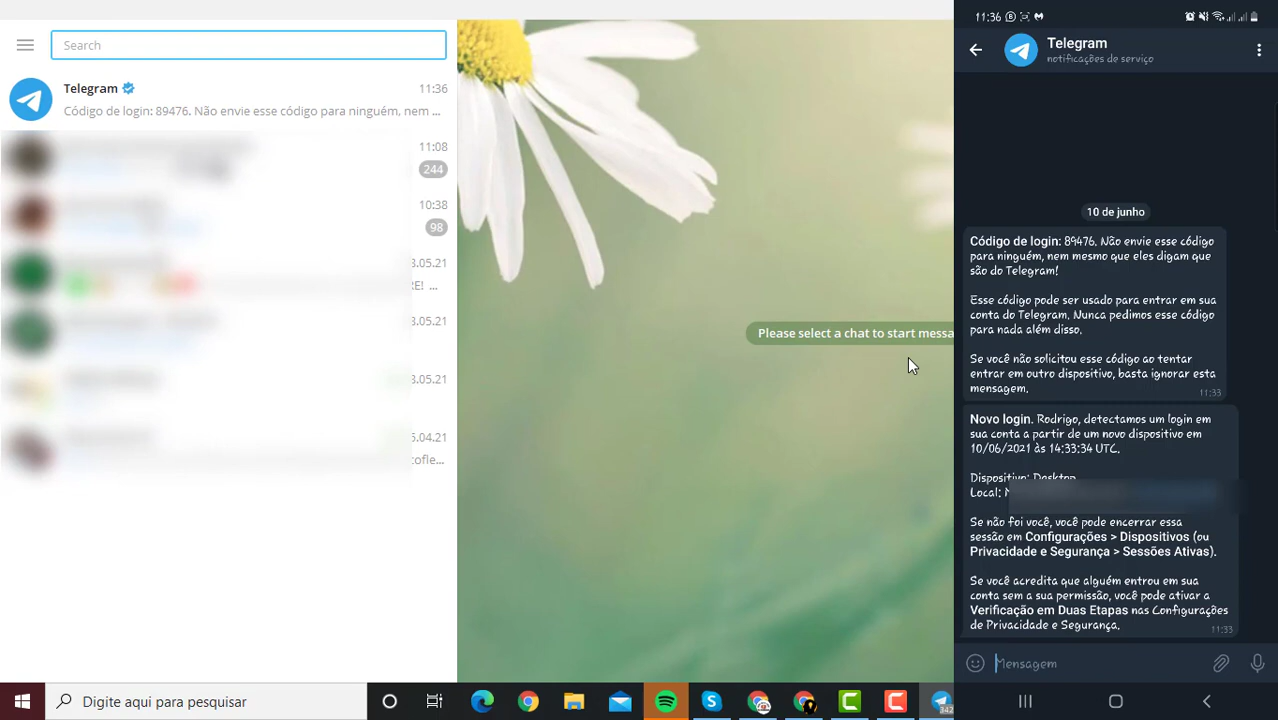 Search
Telegram
11:36
Código de login: 89476. Não envie esse código para ninguém, nem ...
11:08
244
10:38
98
8.05.21
RE! ...
8.05.21
8.05.21
5.04.21
cofle...
Please select a chat to start messa
Digite aqui para pesquisar
342
11:36
Telegram
notificações de serviço
10 de junho
Código de login: 89476. Não envie esse código
para ninguém, nem mesmo que eles digam que
são do Telegram!
Esse código pode ser usado para entrar em sua
conta do Telegram. Nunca pedimos esse código
para nada além disso.
Se você não solicitou esse código ao tentar
entrar em outro dispositivo, basta ignorar esta
mensagem.
11:33
Novo login. Rodrigo, detectamos um login em
sua conta a partir de um novo dispositivo em
10/06/2021 às 14:33:34 UTC.
Dispositivo: Desktop
Local:
Se não foi você, você pode encerrar essa
sessão em Configurações > Dispositivos (ou
Privacidade e Segurança > Sessões Ativas).
Se você acredita que alguém entrou em sua
conta sem a sua permissão, você pode ativar a
Verificação em Duas Etapas nas Configurações
de Privacidade e Segurança.
11:33
Mensagem